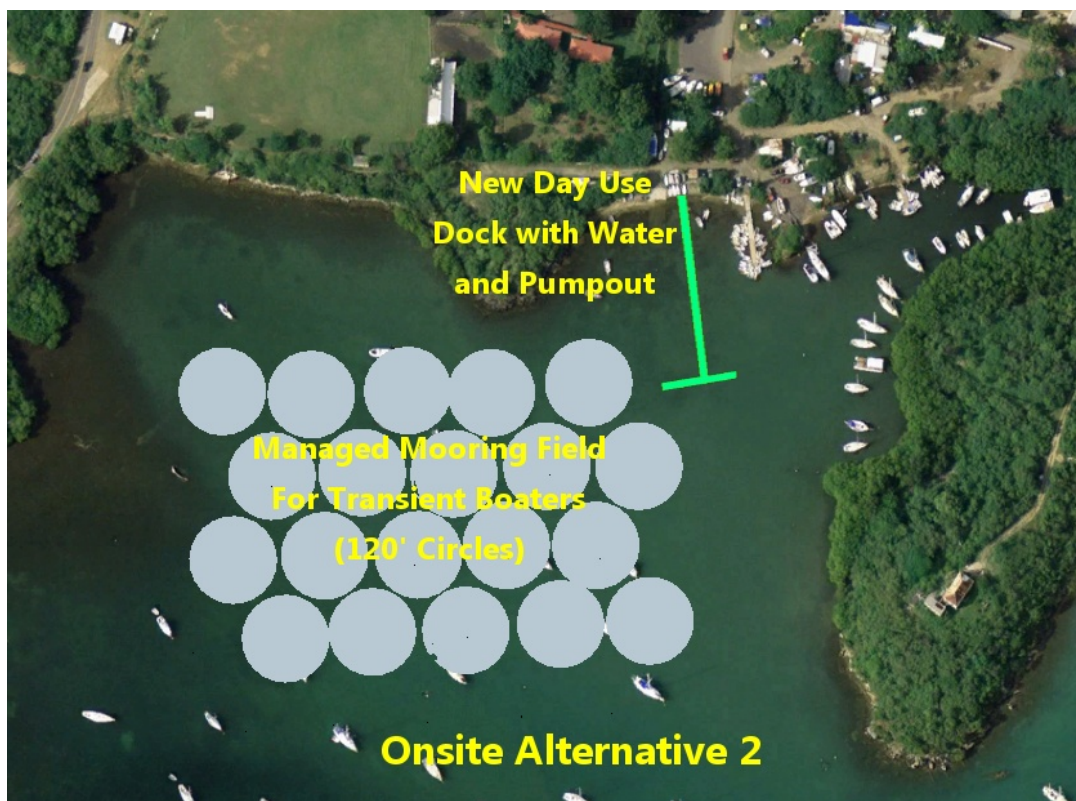 New Day Use
Dock with Water
and Pumpout
Managed Mooring Field
For Transient Boaters
(120' Circles)
Onsite Alternative 2